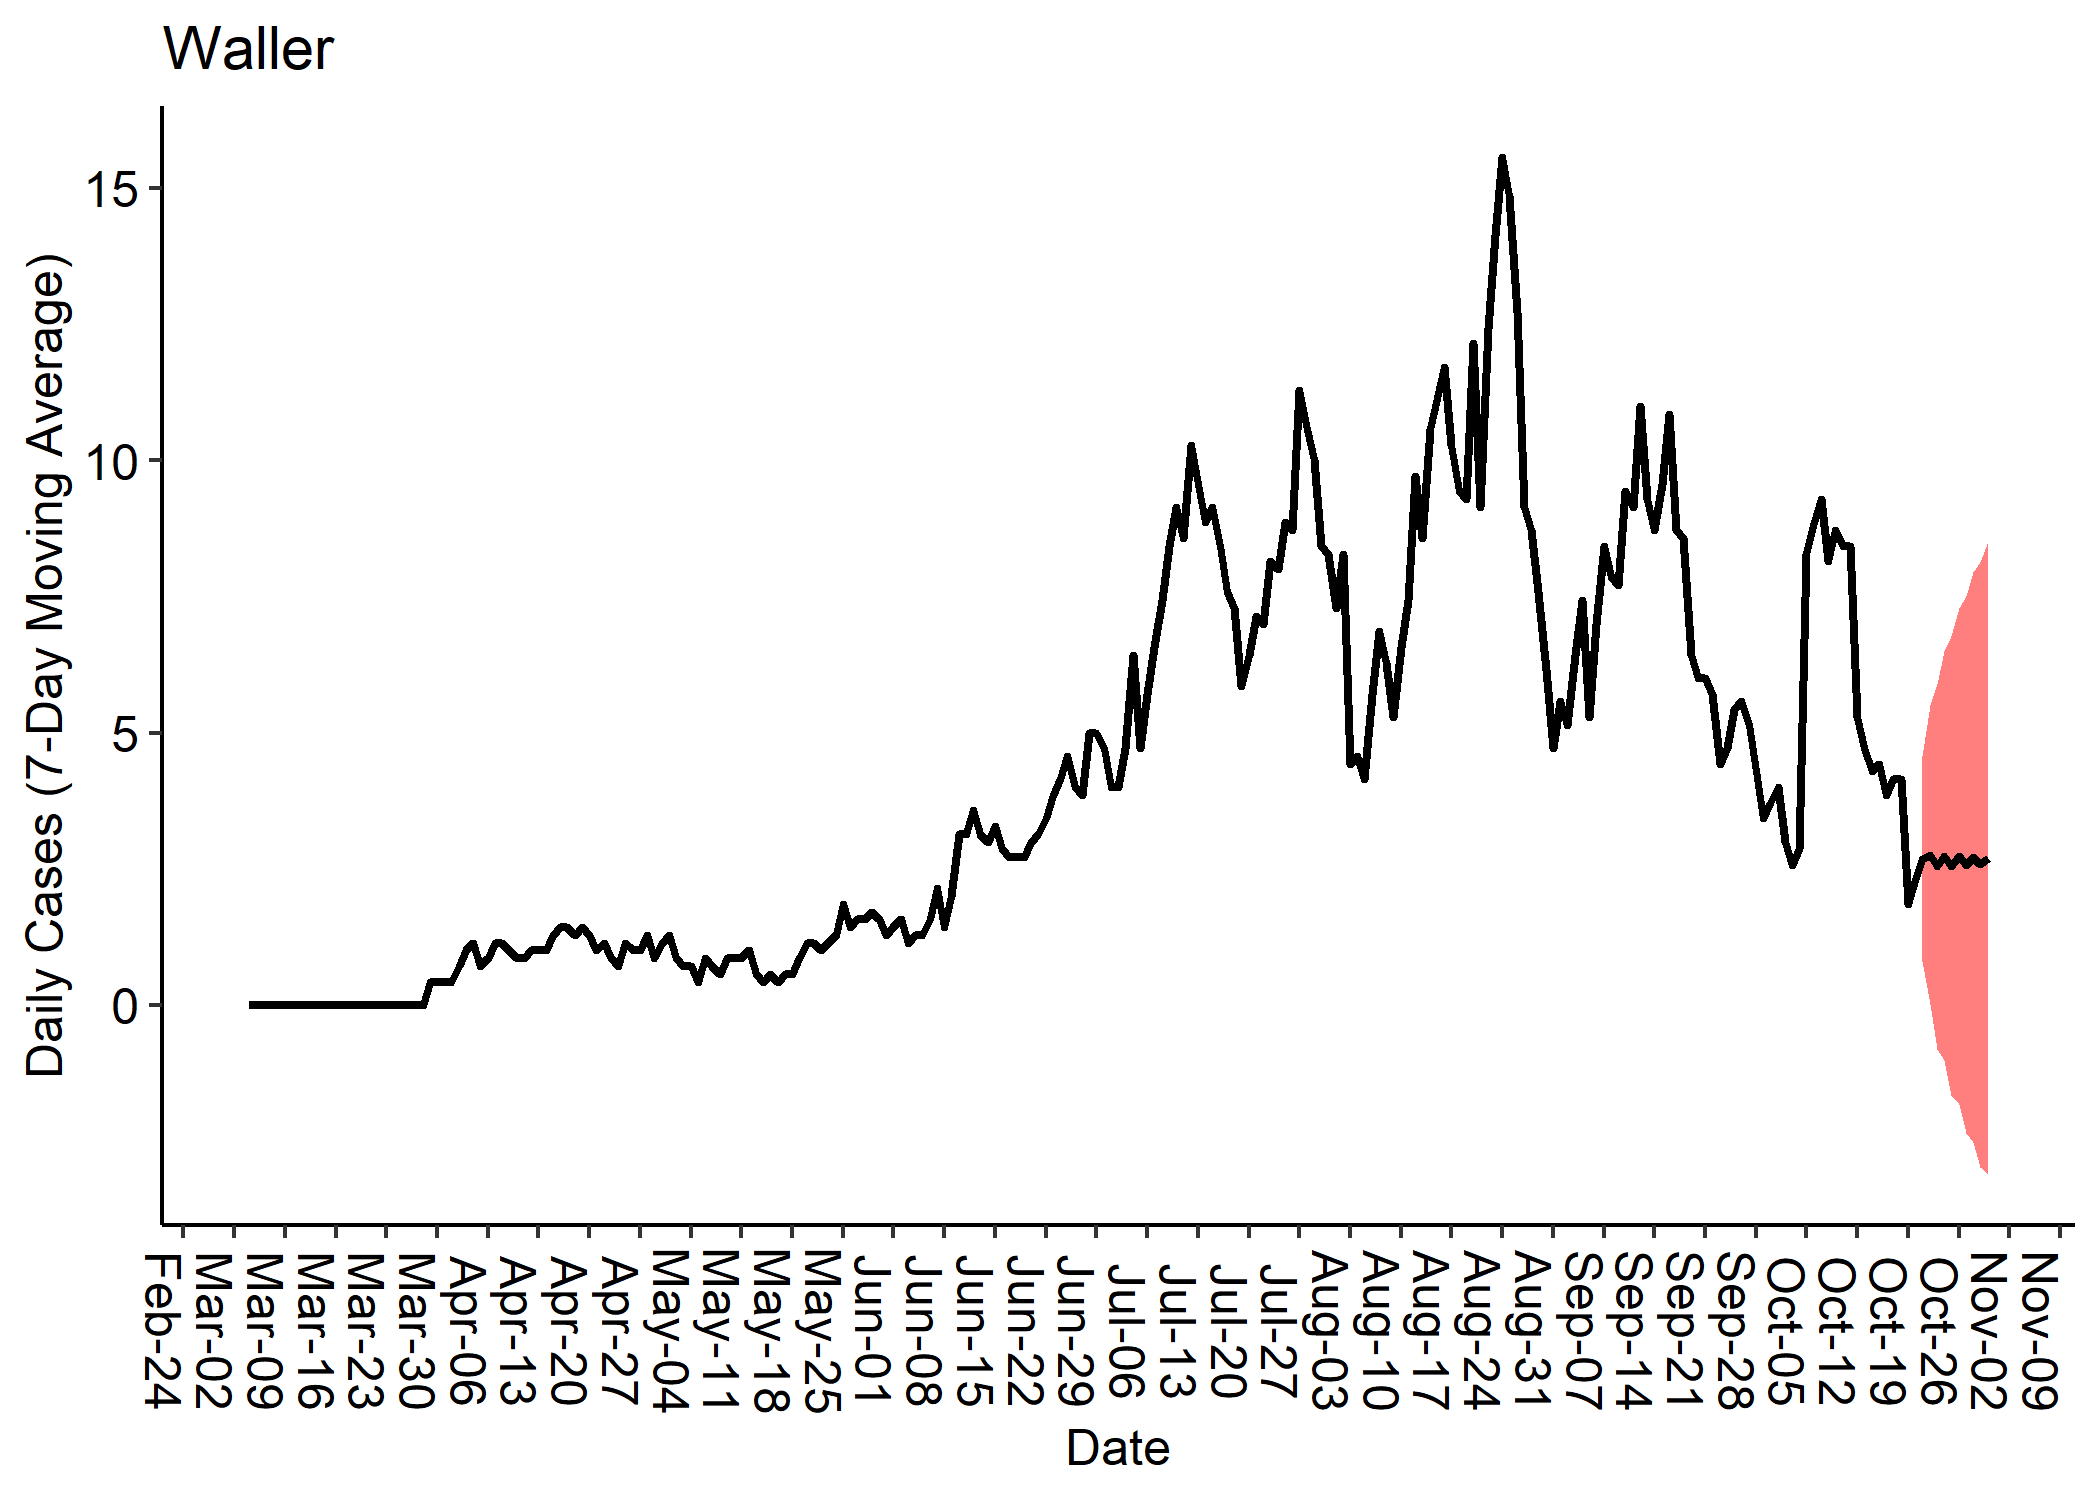 Waller
Daily Cases (7-Day Moving Average)
15
10
5
0
Feb-24
Mar-02
Mar-09
Mar-16
Mar-23
Mar-30
Apr-06
Apr-13
Apr-20
Apr-27
May-04
May-11
May-18
May-25
Jun-01
Jun-08
Jun-15
Jun-22
Jun-29
Jul-06
Jul-13
Jul-20
Jul-27
Aug-03
Aug-10
Aug-17
Aug-24
Aug-31
Sep-07
Sep-14
Sep-21
Sep-28
Oct-05
Oct-12
Oct-19
Oct-26
Nov-02
Nov-09
Date